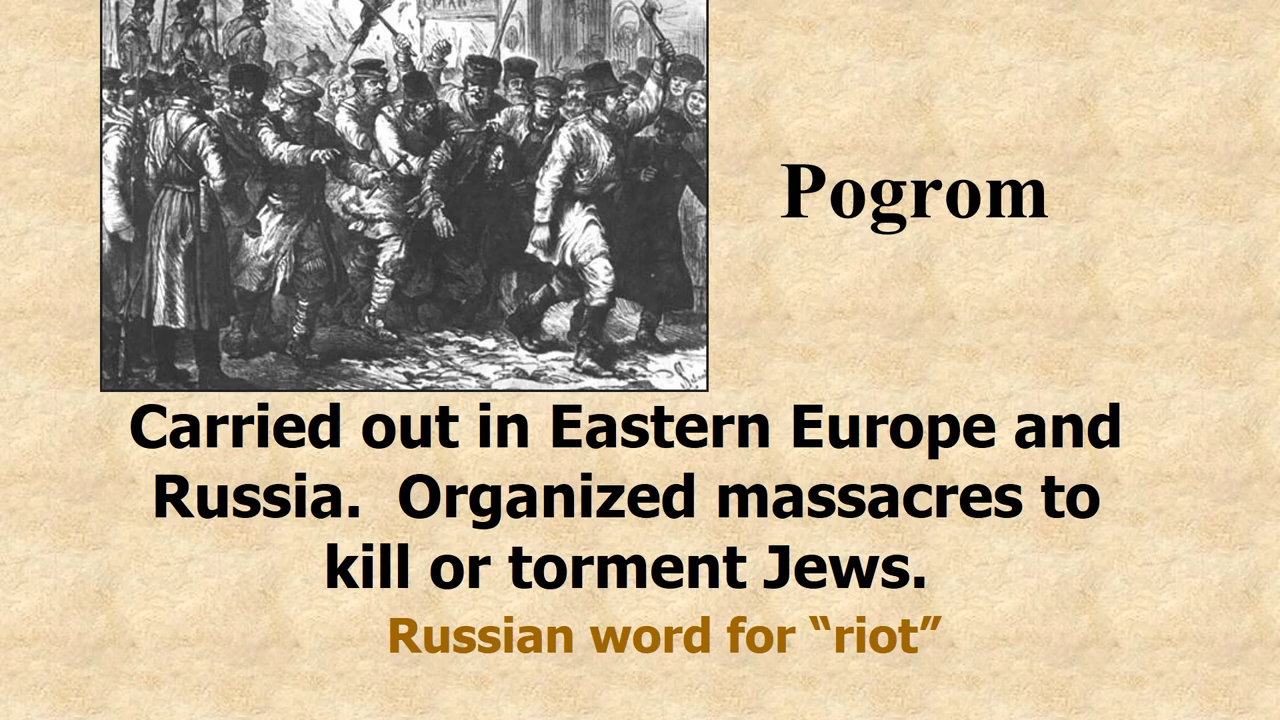 Pogrom
Carried out in Eastern Europe and
Russia.  Organized massacres to
kill or torment Jews.
Russian word for “riot”